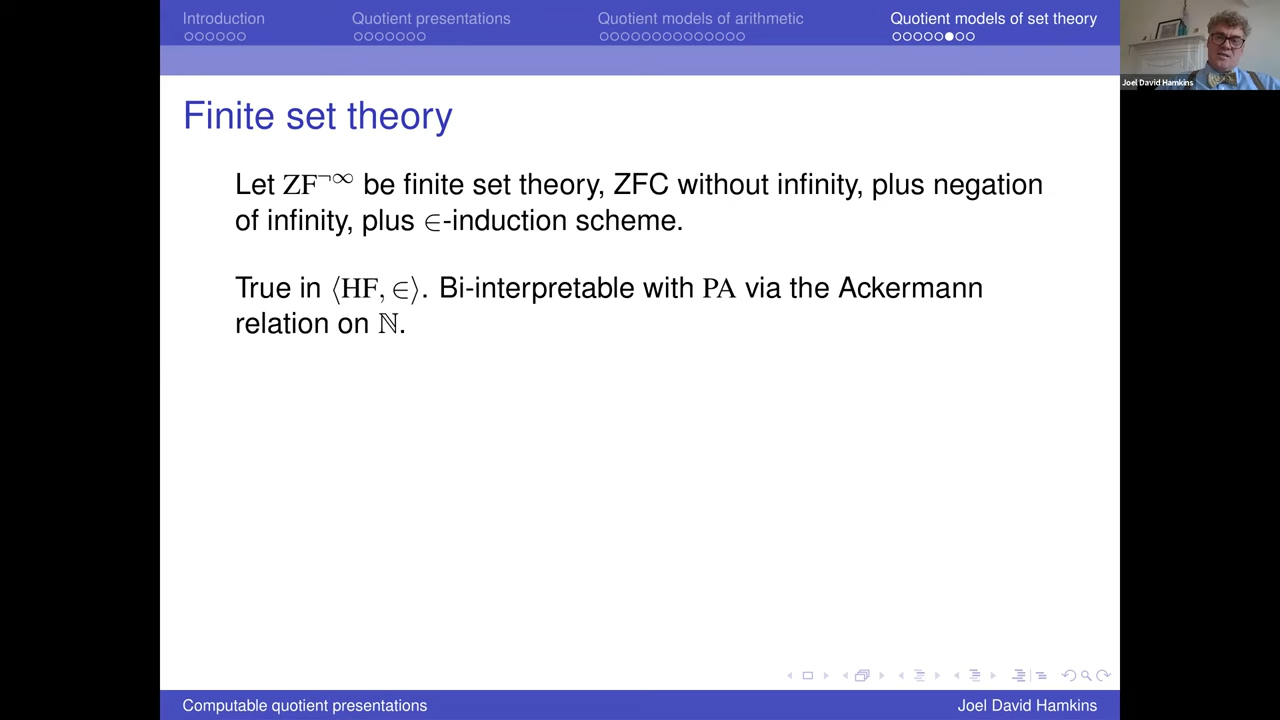 Introduction
Quotient presentations
Quotient models of arithmetic
Quotient models of set theory
Joel David Hamkins
Finite set theory
Let ZF^¬∞ be finite set theory, ZFC without infinity, plus negation
of infinity, plus ∈-induction scheme.
True in ⟨HF, ∈⟩. Bi-interpretable with PA via the Ackermann
relation on ℕ.
Computable quotient presentations
Joel David Hamkins